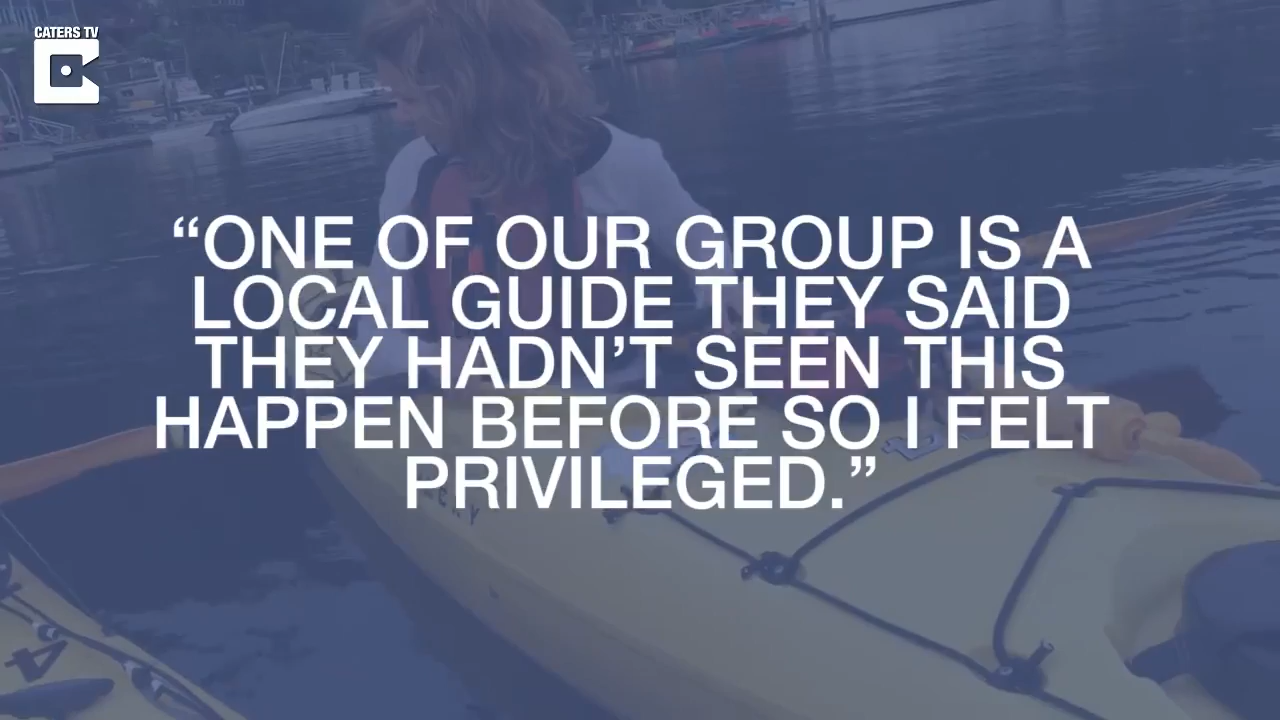 CATERS TV
“ONE OF OUR GROUP IS A
LOCAL GUIDE THEY SAID
THEY HADN’T SEEN THIS
HAPPEN BEFORE SO I FELT
PRIVILEGED.”
4